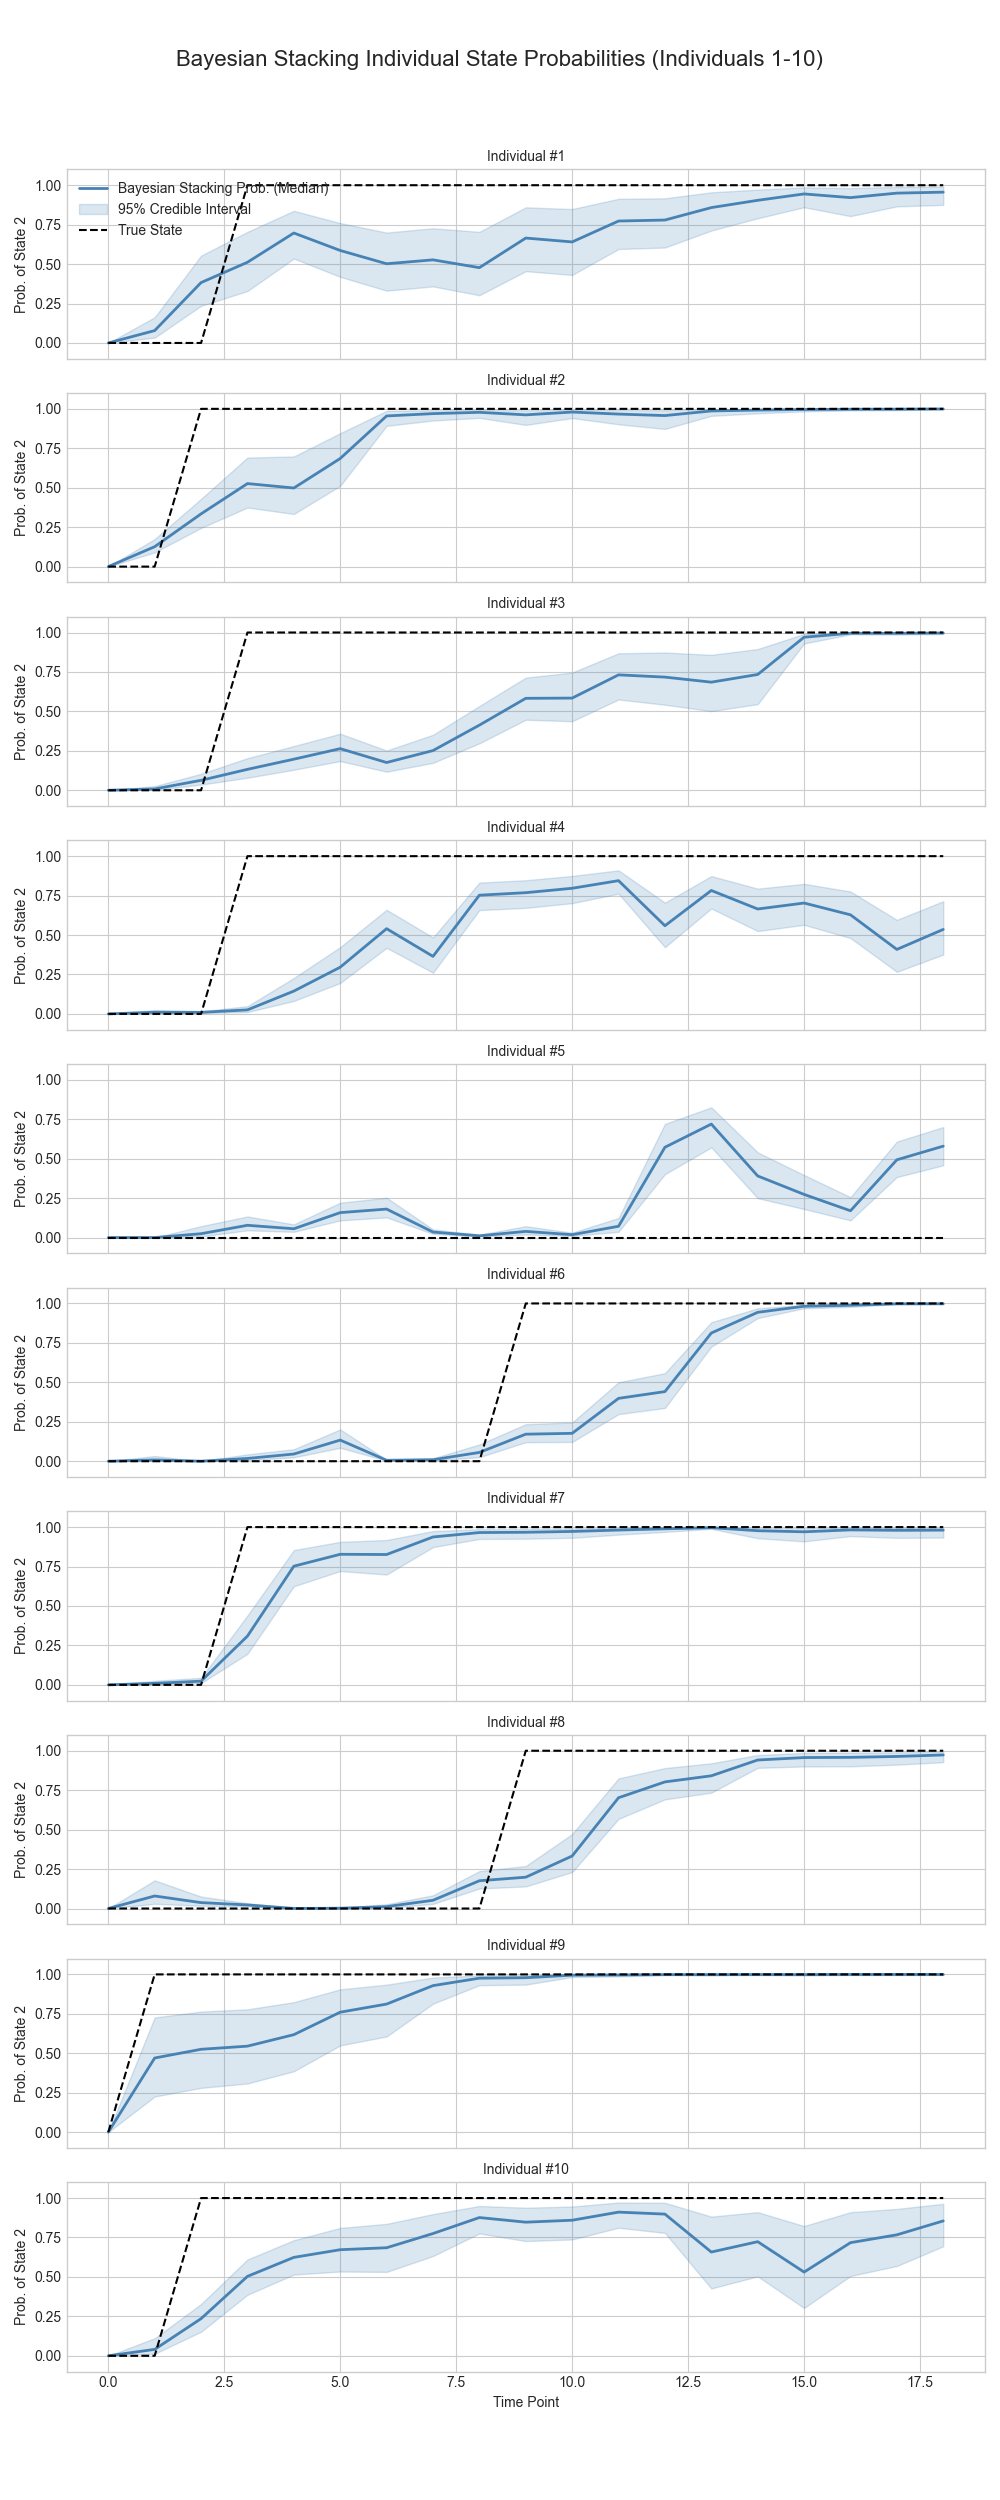 Bayesian Stacking Individual State Probabilities (Individuals 1-10)
Individual #1
Prob. of State 2
1.00
0.75
0.50
0.25
0.00
Bayesian Stacking Prob. (Median)
95% Credible Interval
True State
Individual #2
Prob. of State 2
1.00
0.75
0.50
0.25
0.00
Individual #3
Prob. of State 2
1.00
0.75
0.50
0.25
0.00
Individual #4
Prob. of State 2
1.00
0.75
0.50
0.25
0.00
Individual #5
Prob. of State 2
1.00
0.75
0.50
0.25
0.00
Individual #6
Prob. of State 2
1.00
0.75
0.50
0.25
0.00
Individual #7
Prob. of State 2
1.00
0.75
0.50
0.25
0.00
Individual #8
Prob. of State 2
1.00
0.75
0.50
0.25
0.00
Individual #9
Prob. of State 2
1.00
0.75
0.50
0.25
0.00
Individual #10
Prob. of State 2
1.00
0.75
0.50
0.25
0.00
0.0 2.5 5.0 7.5 10.0 12.5 15.0 17.5
Time Point